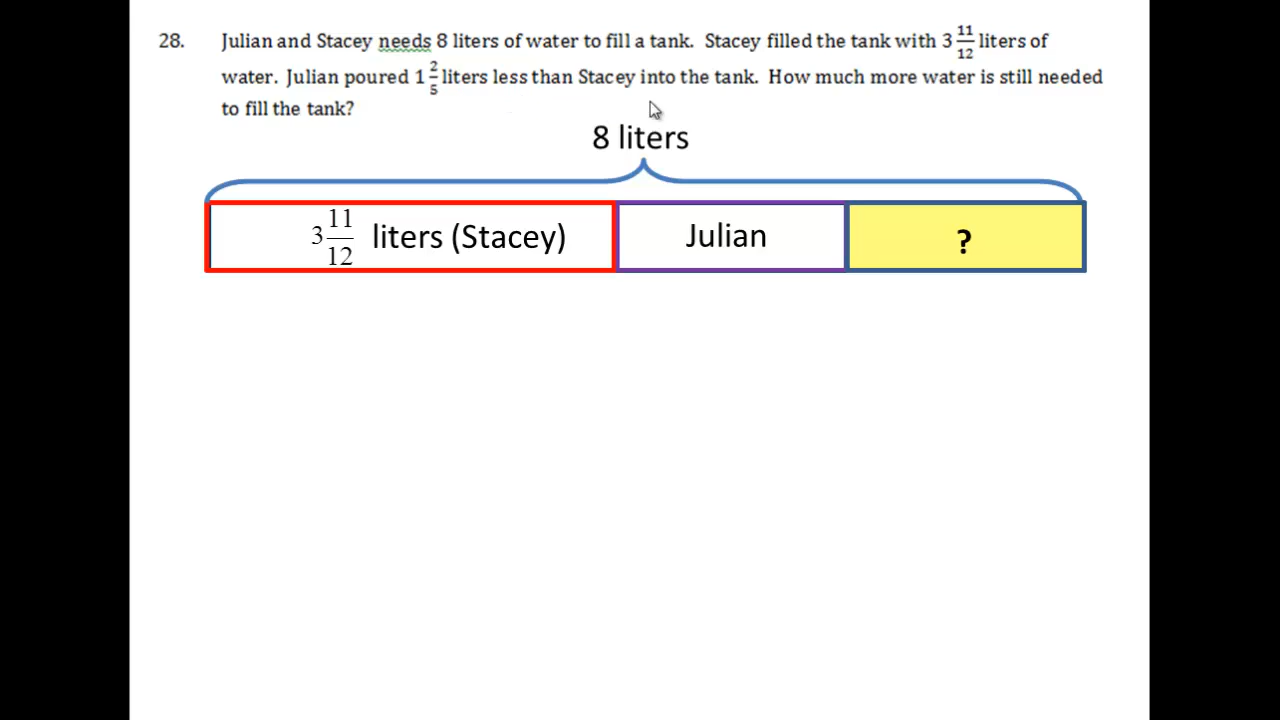 28. Julian and Stacey needs 8 liters of water to fill a tank. Stacey filled the tank with 3 11/12 liters of
water. Julian poured 1 2/5 liters less than Stacey into the tank. How much more water is still needed
to fill the tank?
8 liters
3 11/12 liters (Stacey) Julian ?